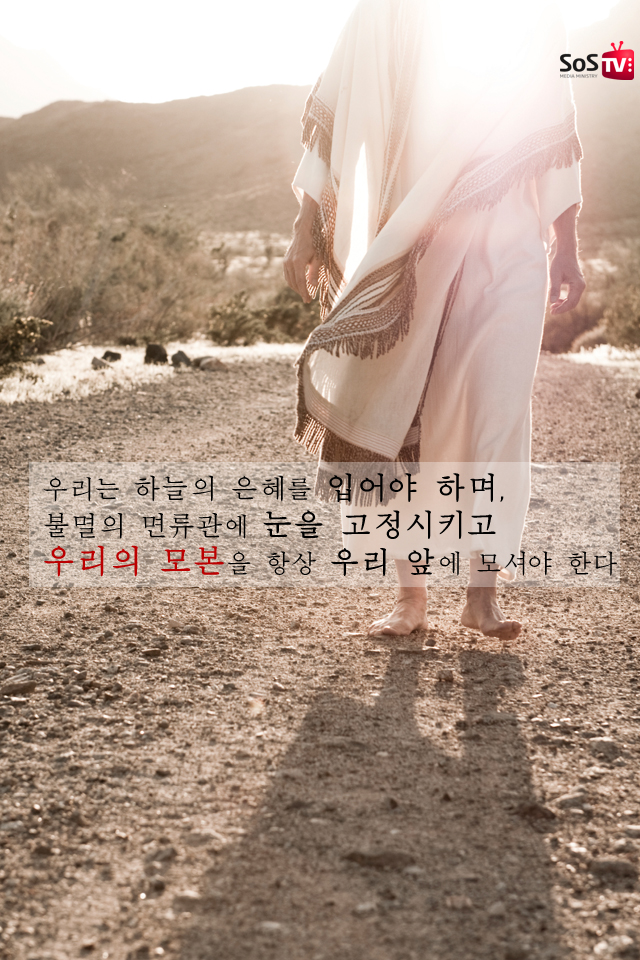 SOSTV
MEDIA MINISTRY
우리는 하늘의 은혜를 입어야 하며,
불멸의 면류관에 눈을 고정시키고
우리의 모본을 항상 우리 앞에 모셔야 한다